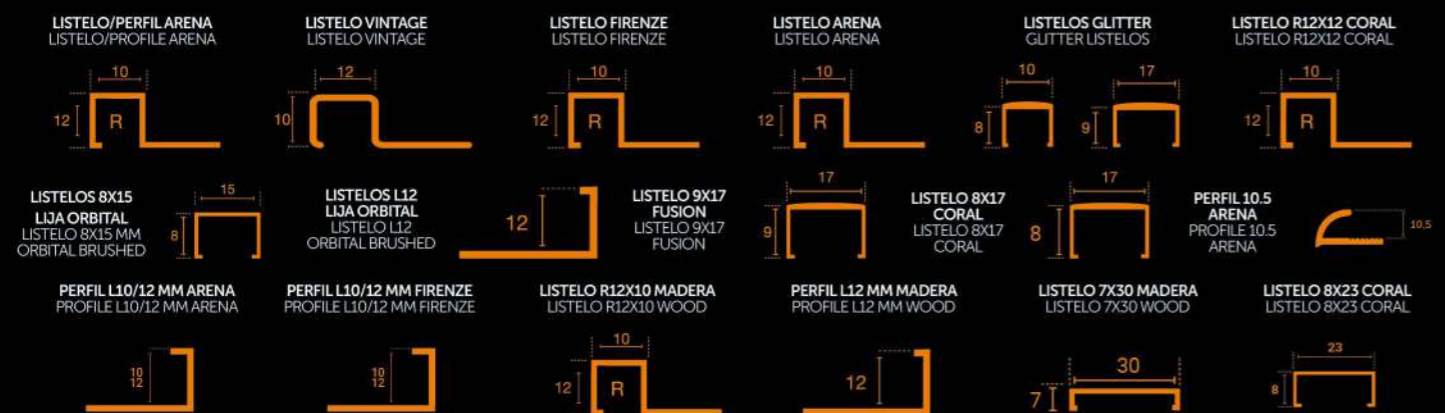 LISTELO/PERFIL ARENA
LISTELO/PROFILE ARENA
10
12
R
LISTELO VINTAGE
LISTELO VINTAGE
12
10
LISTELO FIRENZE
LISTELO FIRENZE
10
12
R
LISTELO ARENA
LISTELO ARENA
10
12
R
LISTELOS GLITTER
GLITTER LISTELOS
10
8
17
9
LISTELO R12X12 CORAL
LISTELO R12X12 CORAL
10
12
R
LISTELOS 8X15
LIJA ORBITAL
LISTELO 8X15 MM
ORBITAL BRUSHED
15
8
LISTELOS L12
LIJA ORBITAL
LISTELO L12
ORBITAL BRUSHED
12
LISTELO 9X17
FUSION
LISTELO 9X17
FUSION
17
9
LISTELO 8X17
CORAL
LISTELO 8X17
CORAL
17
8
PERFIL 10.5
ARENA
PROFILE 10.5
ARENA
10,5
PERFIL L10/12 MM ARENA
PROFILE L10/12 MM ARENA
10
12
PERFIL L10/12 MM FIRENZE
PROFILE L10/12 MM FIRENZE
10
12
LISTELO R12X10 MADERA
LISTELO R12X10 WOOD
10
12
R
PERFIL L12 MM MADERA
PROFILE L12 MM WOOD
12
LISTELO 7X30 MADERA
LISTELO 7X30 WOOD
30
7
LISTELO 8X23 CORAL
LISTELO 8X23 CORAL
23
8